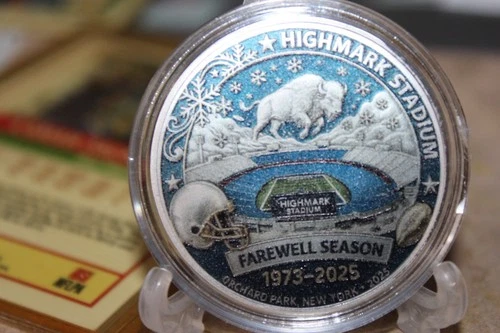 HIGHMARK STADIUM
HIGHMARK
STADIUM
FAREWELL SEASON
1973-2025
ORCHARD PARK, NEW YORK • 2025